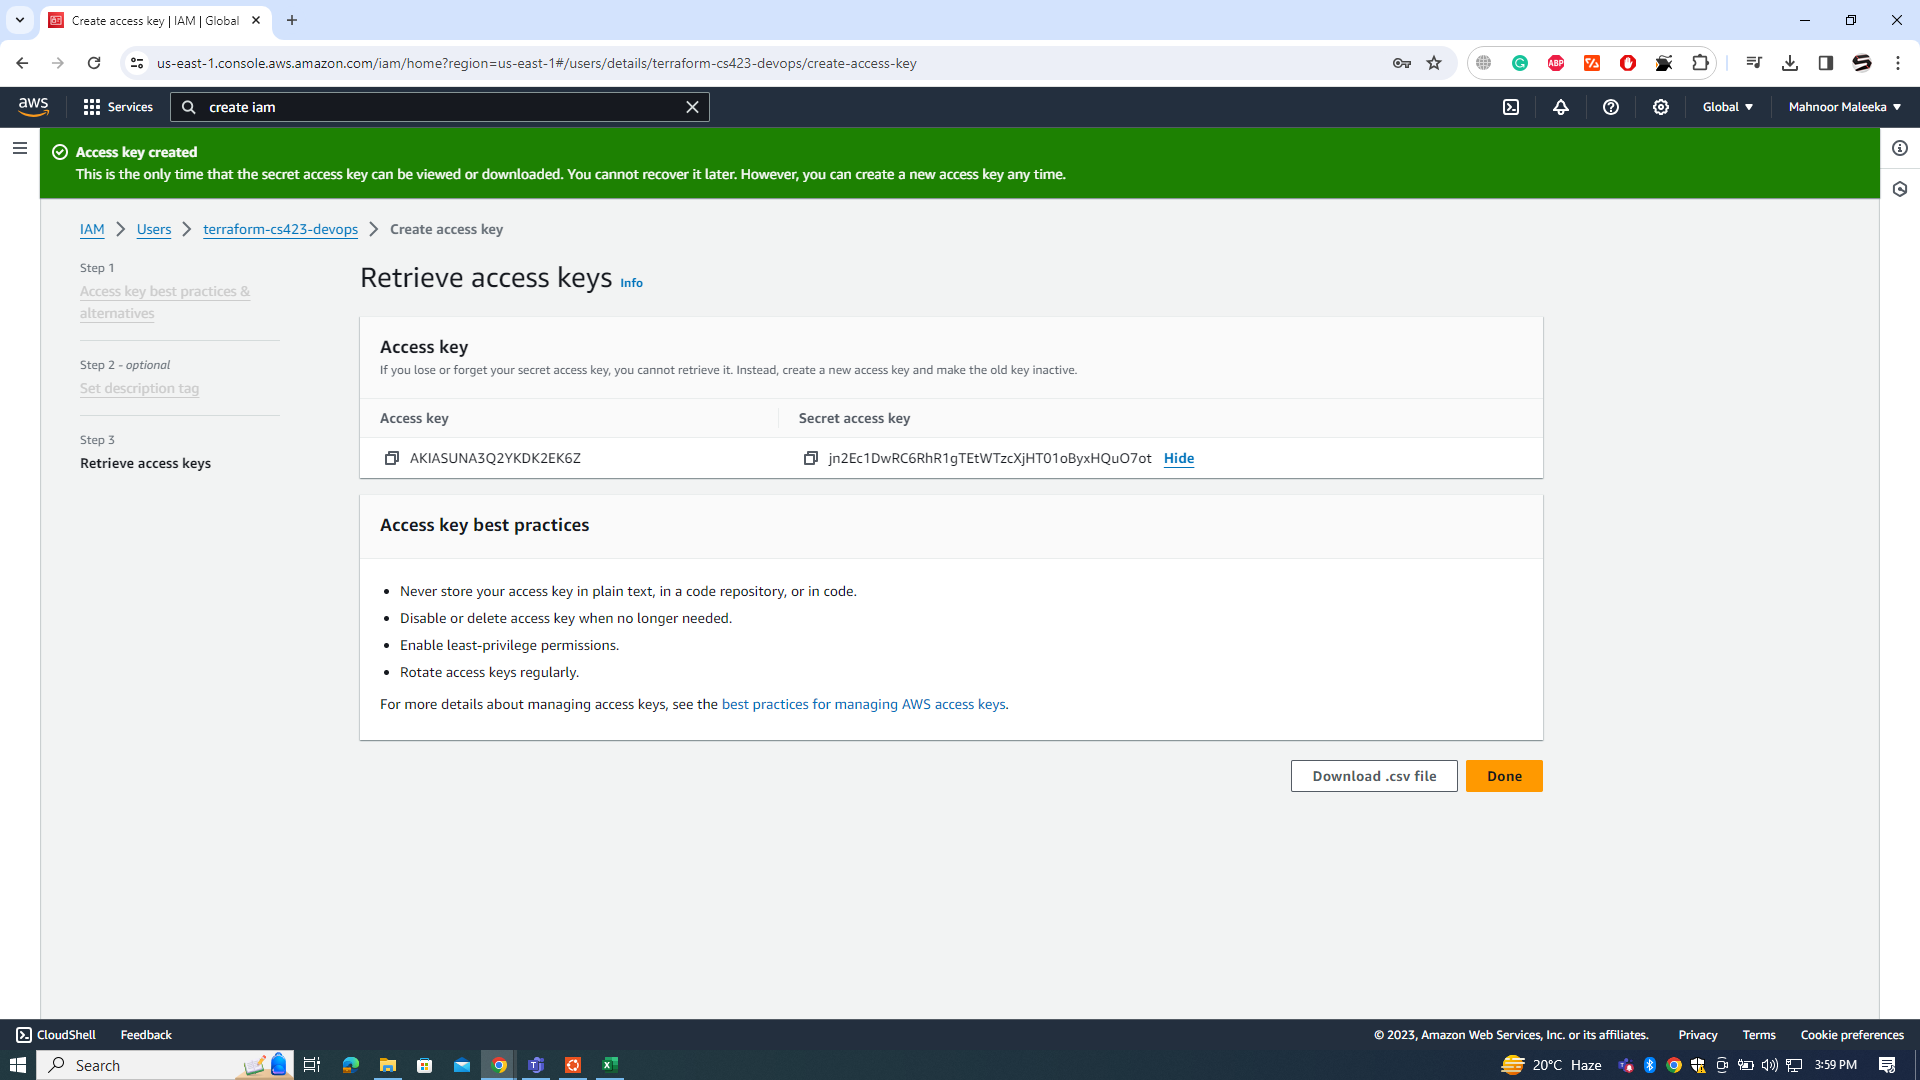 Create access key | IAM | Global
us-east-1.console.aws.amazon.com/iam/home?region=us-east-1#/users/details/terraform-cs423-devops/create-access-key
ABP
aws
Services
create iam
Global
Mahnoor Maleeka
Access key created
This is the only time that the secret access key can be viewed or downloaded. You cannot recover it later. However, you can create a new access key any time.
IAM
Users
terraform-cs423-devops
Create access key
Step 1
Access key best practices &
alternatives
Step 2 - optional
Set description tag
Step 3
Retrieve access keys
Retrieve access keys
Info
Access key
If you lose or forget your secret access key, you cannot retrieve it. Instead, create a new access key and make the old key inactive.
Access key
Secret access key
AKIASUNA3Q2YKDK2EK6Z
jn2Ec1DwRC6RhR1gTEtWTzcXjHT01oByxHQuO7ot
Hide
Access key best practices
Never store your access key in plain text, in a code repository, or in code.
Disable or delete access key when no longer needed.
Enable least-privilege permissions.
Rotate access keys regularly.
For more details about managing access keys, see the best practices for managing AWS access keys.
Download .csv file
Done
CloudShell
Feedback
© 2023, Amazon Web Services, Inc. or its affiliates.
Privacy
Terms
Cookie preferences
Search
20°C
Haze
3:59 PM